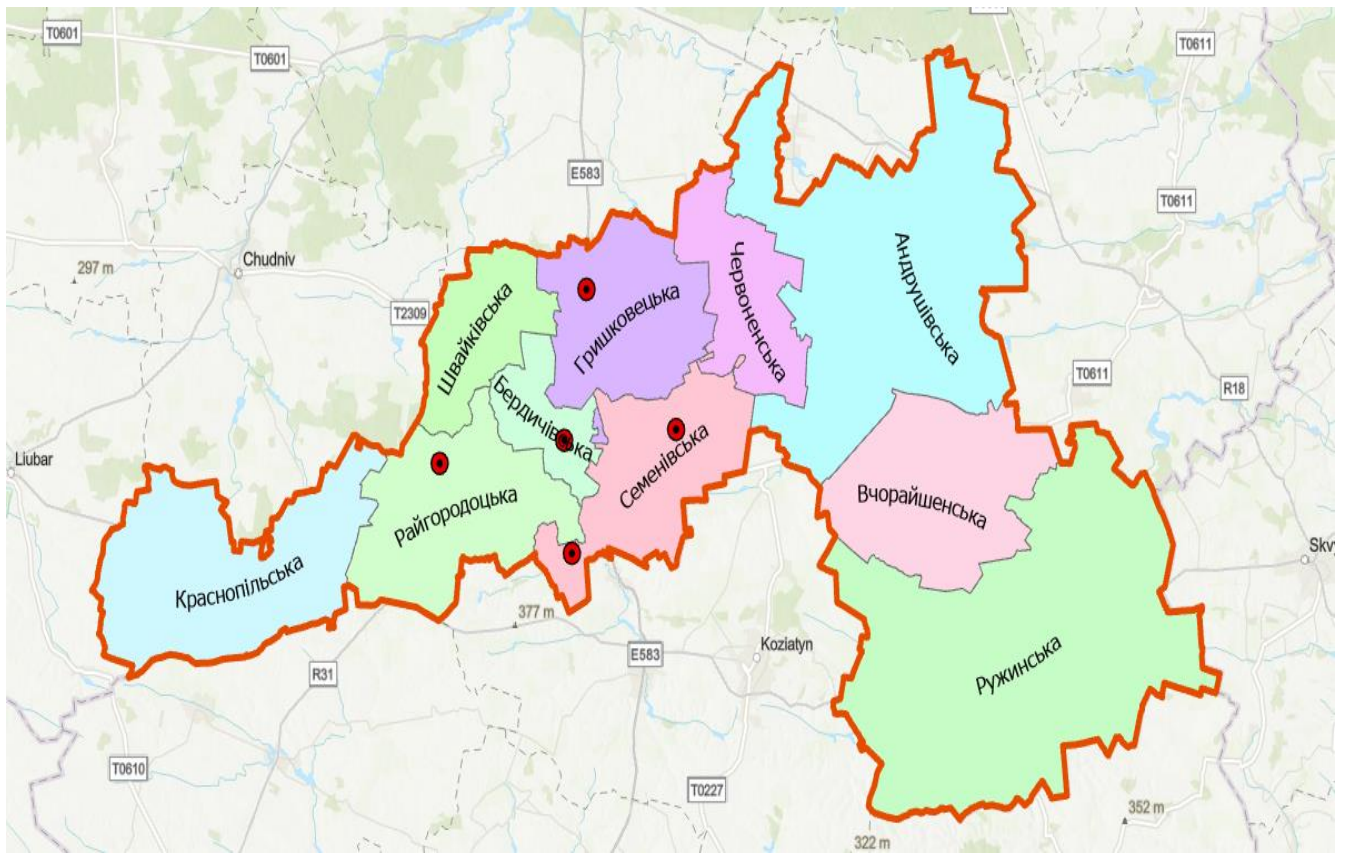 T0601
T0601
T0611
E583
T0611
Chudniv
297 m
T2309
Швайківська
Гришковецька
Червоненська
Андрушівська
T0611
R18
Бердичівська
Liubar
Семенівська
Райгородоцька
Вчорайшенська
Краснопільська
377 m
Koziatyn
E583
R31
Ружинська
T0610
T0227
352 m
322 m